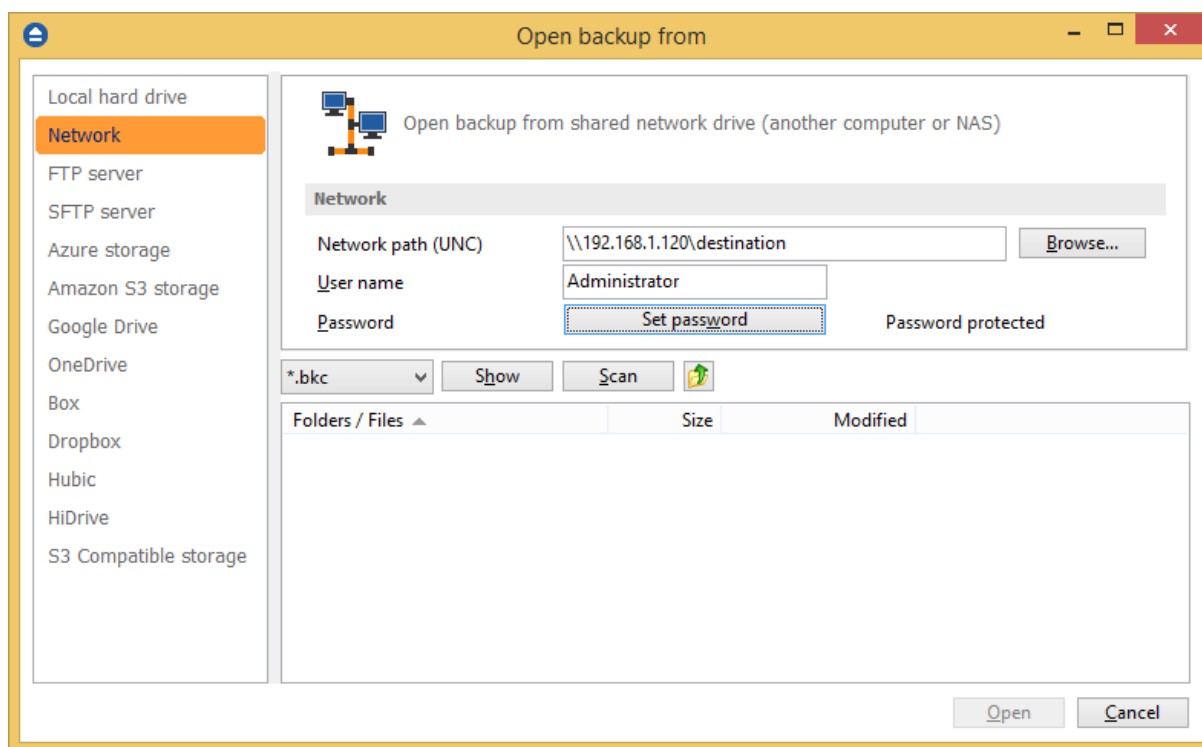 Open backup from
Local hard drive
Network
FTP server
SFTP server
Azure storage
Amazon S3 storage
Google Drive
OneDrive
Box
Dropbox
Hubic
HiDrive
S3 Compatible storage
Open backup from shared network drive (another computer or NAS)
Network
Network path (UNC) \\192.168.1.120\destination Browse...
User name Administrator
Password Set password Password protected
*.bkc Show Scan
Folders / Files Size Modified
Open Cancel